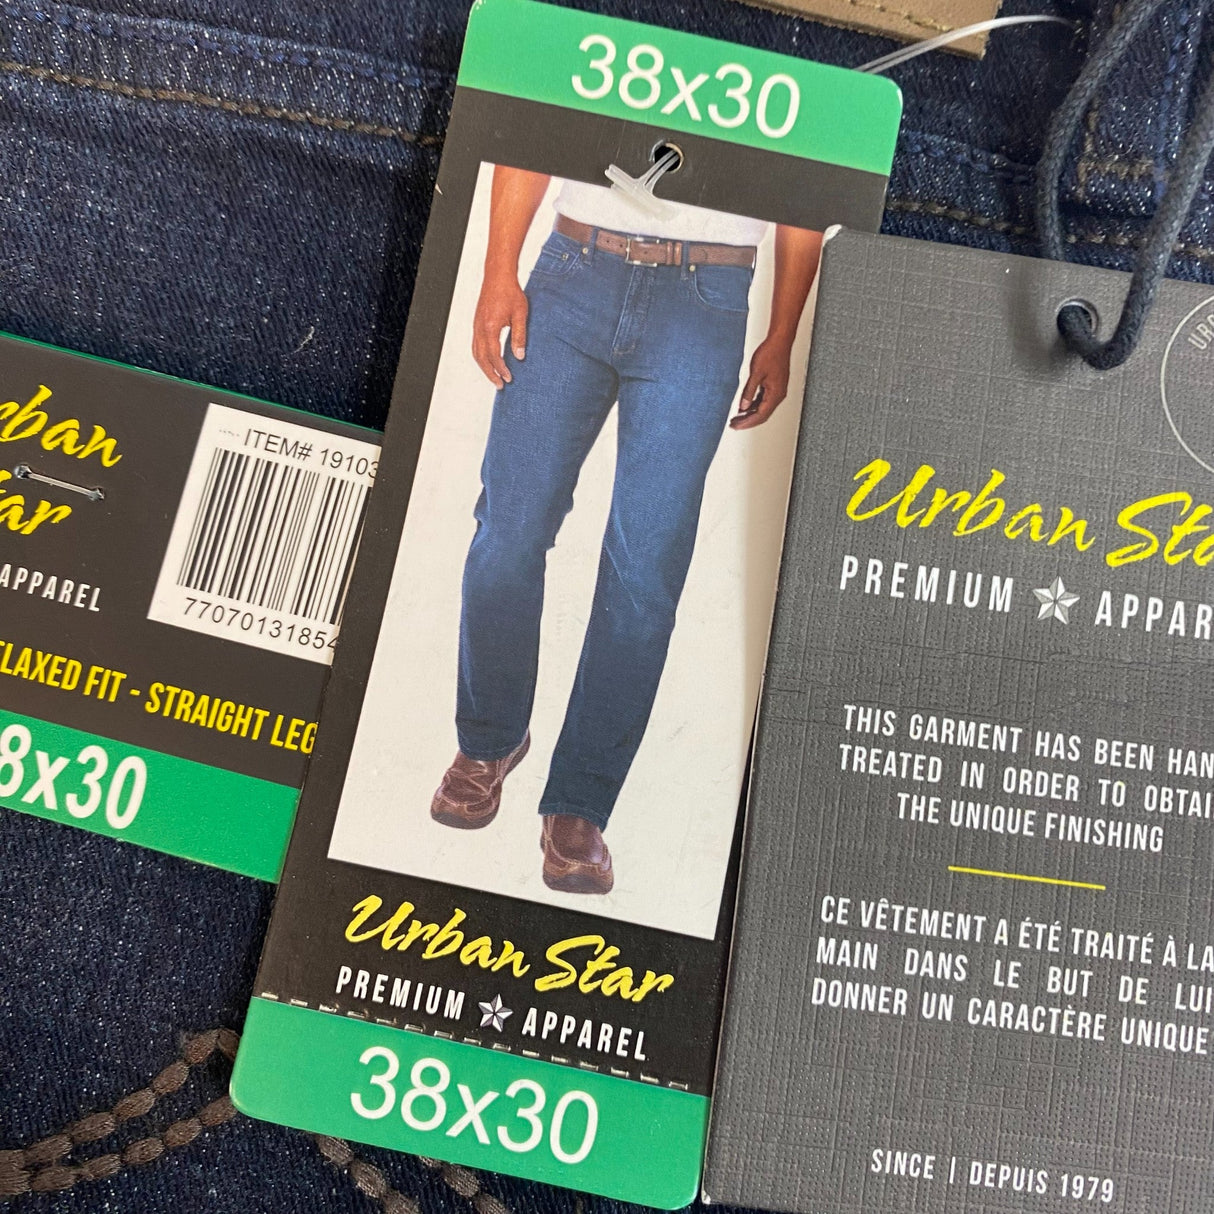 38x30
Urban Star
PREMIUM APPAREL
38x30
rban
tar
APPAREL
ITEM# 19103
77070131854
ELAXED FIT - STRAIGHT LEG
8x30
URB
Urban Sta
PREMIUM APPAR
THIS GARMENT HAS BEEN HAN
TREATED IN ORDER TO OBTAI
THE UNIQUE FINISHING
CE VÊTEMENT A ÉTÉ TRAITÉ À LA
MAIN DANS LE BUT DE LUI
DONNER UN CARACTÈRE UNIQUE
SINCE | DEPUIS 1979